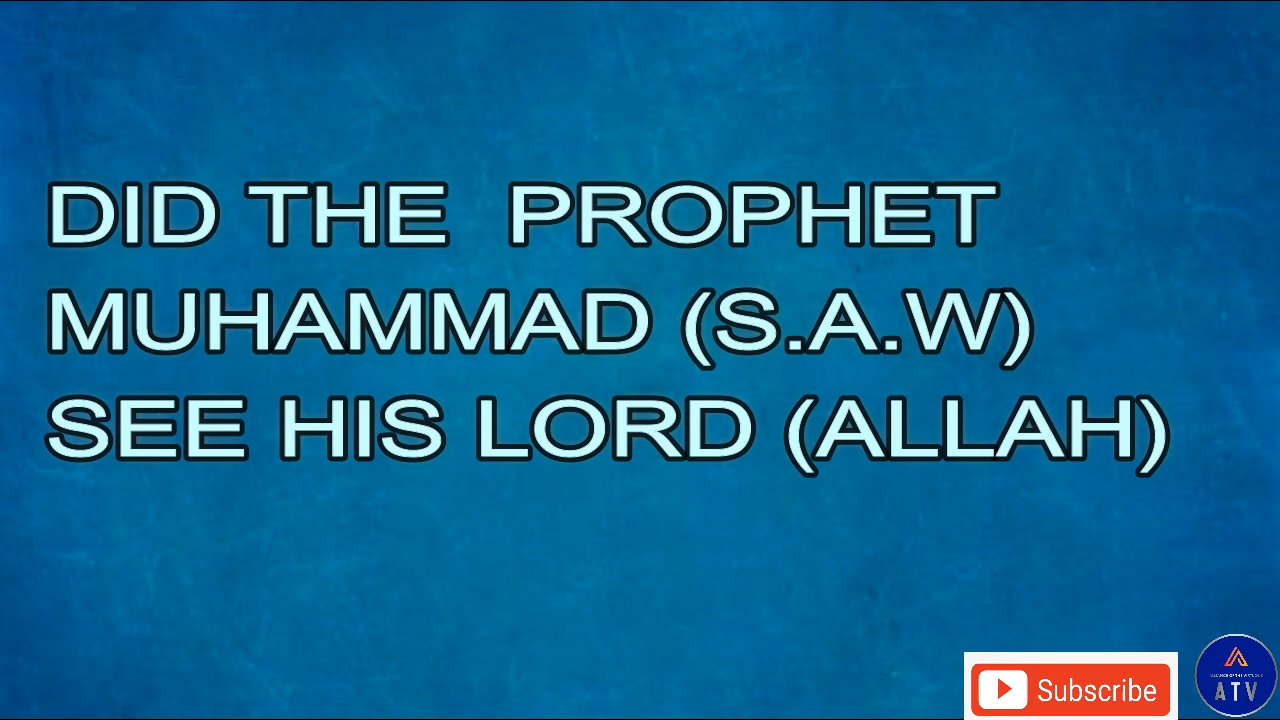 DID THE PROPHET
MUHAMMAD (S.A.W)
SEE HIS LORD (ALLAH)
Subscribe
ATV